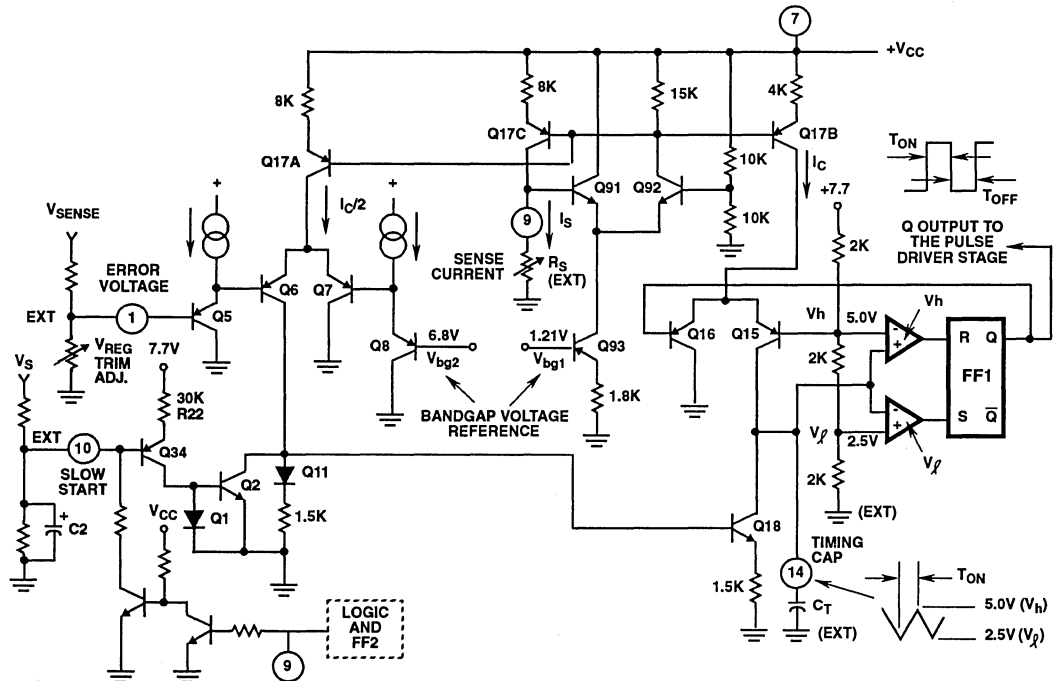 7
+VCC
8K
8K
15K
4K
Q17C
Q17B
Q17A
10K
IC
TON
TOFF
Q91
Q92
+7.7
+
+
IC/2
IS
10K
VSENSE
9
2K
Q OUTPUT TO
THE PULSE
DRIVER STAGE
SENSE
CURRENT
RS
(EXT)
ERROR
VOLTAGE
Q6
Q7
EXT
1
Q5
Q16
Q15
Vh
5.0V
Vh
-
+
R
Q
VREG
TRIM
ADJ.
Q8
6.8V
Vbg2
1.21V
Vbg1
Q93
2K
FF1
VS
7.7V
1.8K
BANDGAP VOLTAGE
REFERENCE
-
+
S
Q̅
30K
R22
Vℓ
2.5V
Vℓ
EXT
10
SLOW
START
Q34
2K
Q2
Q11
(EXT)
C2
+
VCC
Q1
1.5K
Q18
TIMING
CAP
14
TON
1.5K
CT
(EXT)
5.0V (Vh)
2.5V (Vℓ)
LOGIC
AND
FF2
9